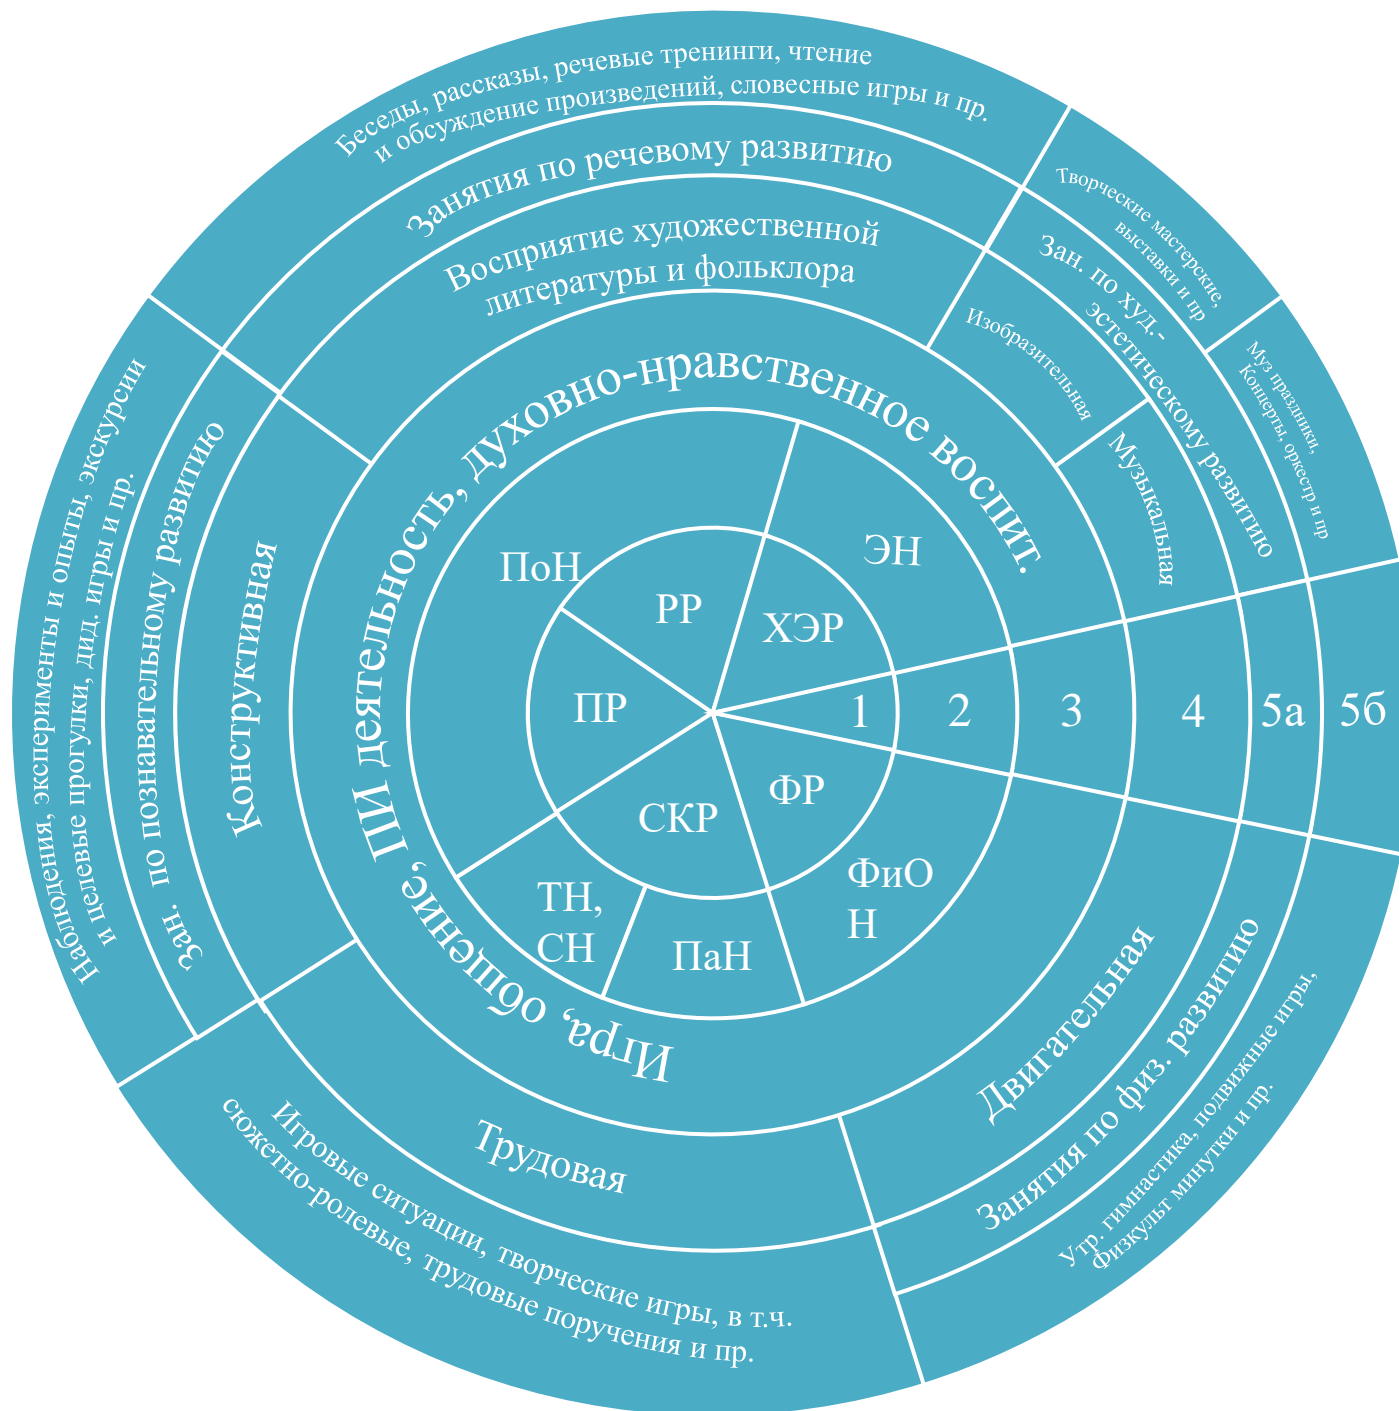 Беседы, рассказы, речевые тренинги, чтение
и обсуждение произведений, словесные игры и пр.
Занятия по речевому развитию
Восприятие художественной
литературы и фольклора
Творческие мастерские,
выставки и пр
Зан. по худ.-
эстетическому развитию
Изобразительная
Музыкальная
Муз праздники,
Концерты, оркестр и пр
Наблюдения, эксперименты и опыты, экскурсии
и целевые прогулки, дид. игры и пр.
Зан. по познавательному развитию
Конструктивная
Игра, общение, ПИ деятельность, духовно-нравственное воспит.
ПоН
ЭН
РР
ХЭР
ПР
1
2
3
4
5а
5б
СКР
ФР
ТН,
СН
ПаН
ФиО
Н
Двигательная
Занятия по физ. развитию
Утр. гимнастика, подвижные игры,
Физкульт минутки и пр.
Трудовая
Игровые ситуации, творческие игры, в т.ч.
сюжетно-ролевые, трудовые поручения и пр.